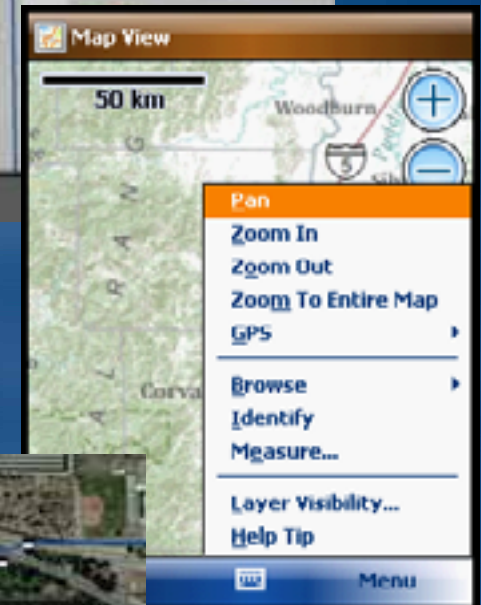 Map View
50 km
Woodburn
5
Pan
Zoom In
Zoom Out
Zoom To Entire Map
GPS
Browse
Corva
Identify
Measure...
Layer Visibility...
Help Tip
Menu